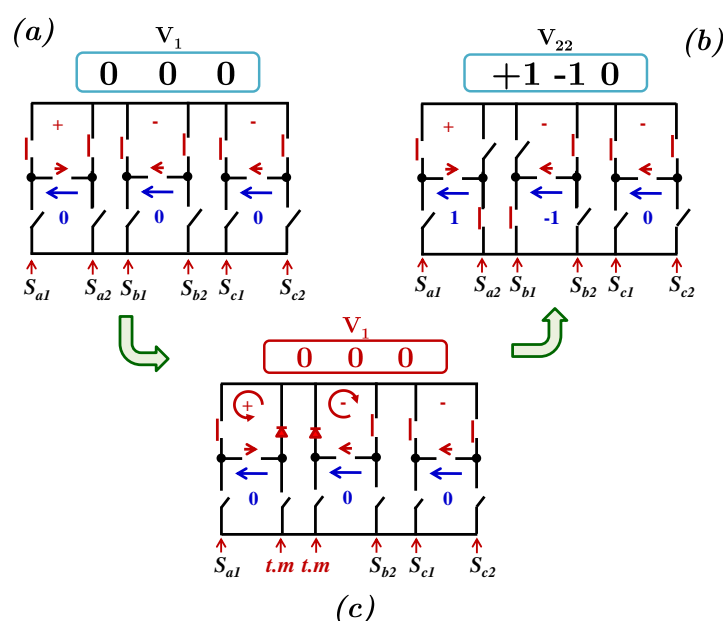 (a)
V1
0 0 0
+ - -
0 0 0
Sa1 Sa2 Sb1 Sb2 Sc1 Sc2
(b)
V22
+1 -1 0
+ - -
1 -1 0
Sa1 Sa2 Sb1 Sb2 Sc1 Sc2
V1
0 0 0
+ - -
0 0 0
Sa1 t.m t.m Sb2 Sc1 Sc2
(c)